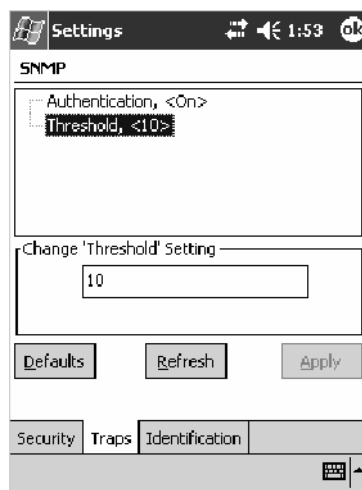 Settings 1:53 ok
SNMP
Authentication, <On>
Threshold, <10>
Change 'Threshold' Setting
10
Defaults Refresh Apply
Security Traps Identification